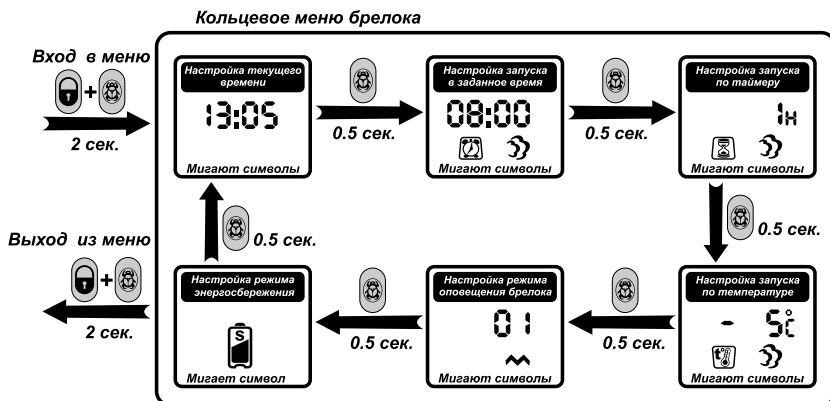 Кольцевое меню брелока
Вход в меню
+
2 сек.
Настройка текущего
времени
13:05
Мигают символы
0.5 сек.
Настройка запуска
в заданное время
08:00
Мигают символы
0.5 сек.
Настройка запуска
по таймеру
1н
Мигают символы
0.5 сек.
Настройка запуска
по температуре
- 5°c
t°
Мигают символы
0.5 сек.
Настройка режима
оповещения брелока
01
Мигают символы
0.5 сек.
Настройка режима
энергосбережения
S
Мигает символ
0.5 сек.
Выход из меню
+
2 сек.